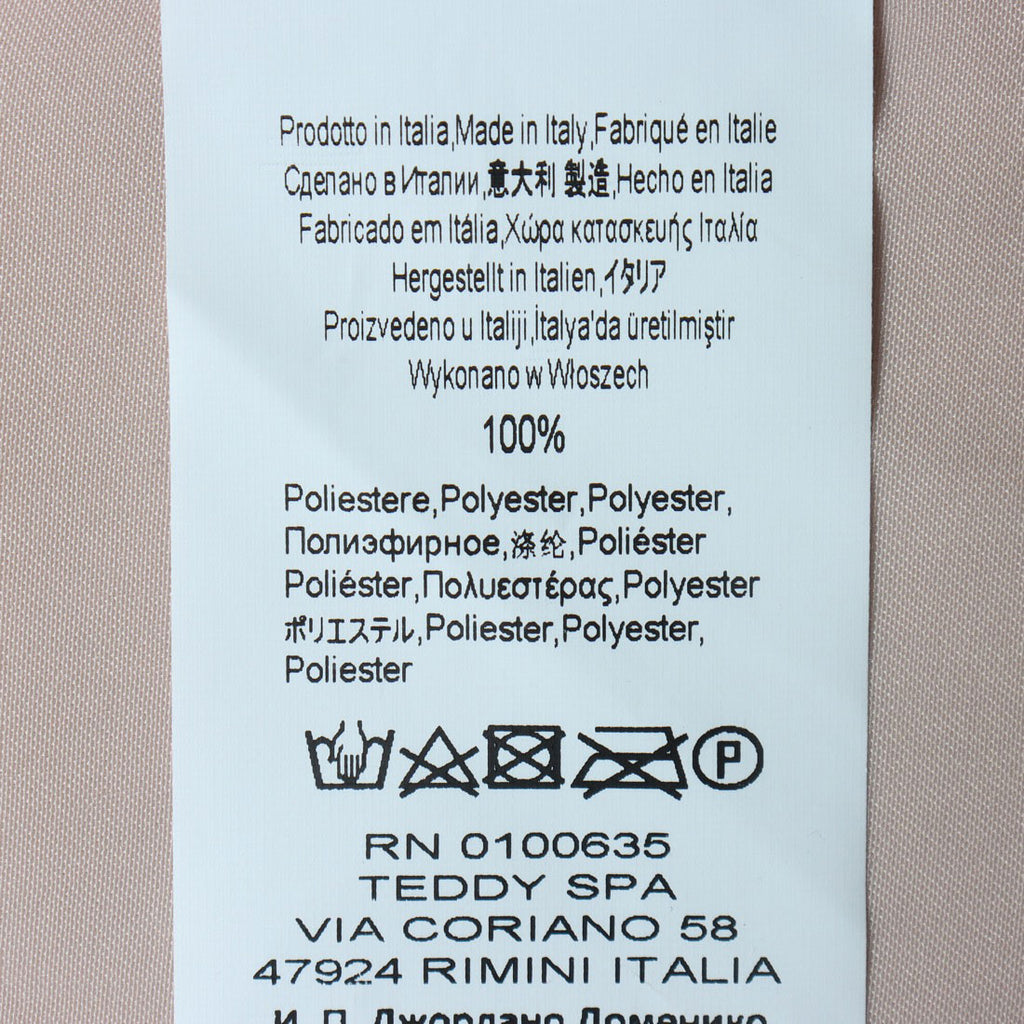 Prodotto in Italia,Made in Italy,Fabriqué en Italie
Сделано в Италии,意大利 製造,Hecho en Italia
Fabricado em Itália,Χώρα κατασκευής Ιταλία
Hergestellt in Italien,イタリア
Proizvedeno u Italiji,İtalya'da üretilmiştir
Wykonano w Włoszech
100%
Poliestere,Polyester,Polyester,
Полиэфирное,涤纶,Poliéster
Poliéster,Πολυεστέρας,Polyester
ポリエステル,Poliester,Polyester,
Poliester
P
RN 0100635
TEDDY SPA
VIA CORIANO 58
47924 RIMINI ITALIA
И. П. Джордано Доменико